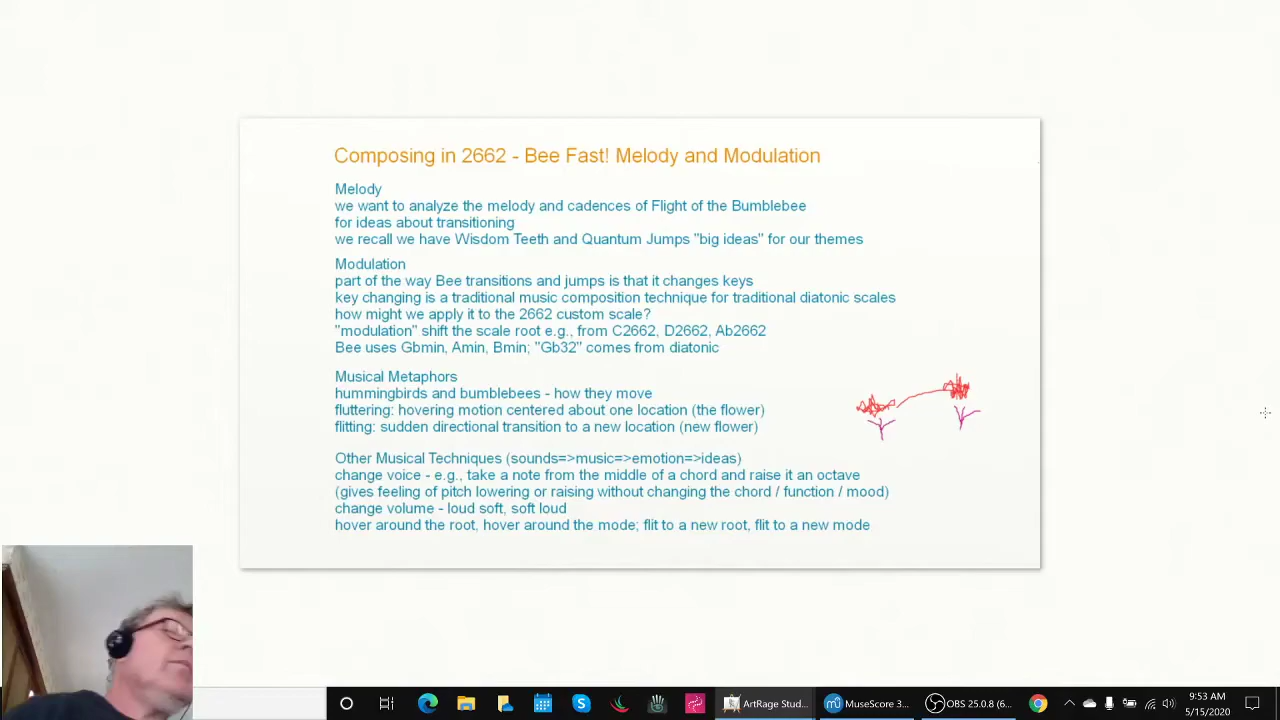 Composing in 2662 - Bee Fast! Melody and Modulation
Melody
we want to analyze the melody and cadences of Flight of the Bumblebee
for ideas about transitioning
we recall we have Wisdom Teeth and Quantum Jumps "big ideas" for our themes
Modulation
part of the way Bee transitions and jumps is that it changes keys
key changing is a traditional music composition technique for traditional diatonic scales
how might we apply it to the 2662 custom scale?
"modulation" shift the scale root e.g., from C2662, D2662, Ab2662
Bee uses Gbmin, Amin, Bmin; "Gb32" comes from diatonic
Musical Metaphors
hummingbirds and bumblebees - how they move
fluttering: hovering motion centered about one location (the flower)
flitting: sudden directional transition to a new location (new flower)
Other Musical Techniques (sounds=>music=>emotion=>ideas)
change voice - e.g., take a note from the middle of a chord and raise it an octave
(gives feeling of pitch lowering or raising without changing the chord / function / mood)
change volume - loud soft, soft loud
hover around the root, hover around the mode; flit to a new root, flit to a new mode
ArtRage Stud...
MuseScore 3...
OBS 25.0.8 (6...
9:53 AM
5/15/2020